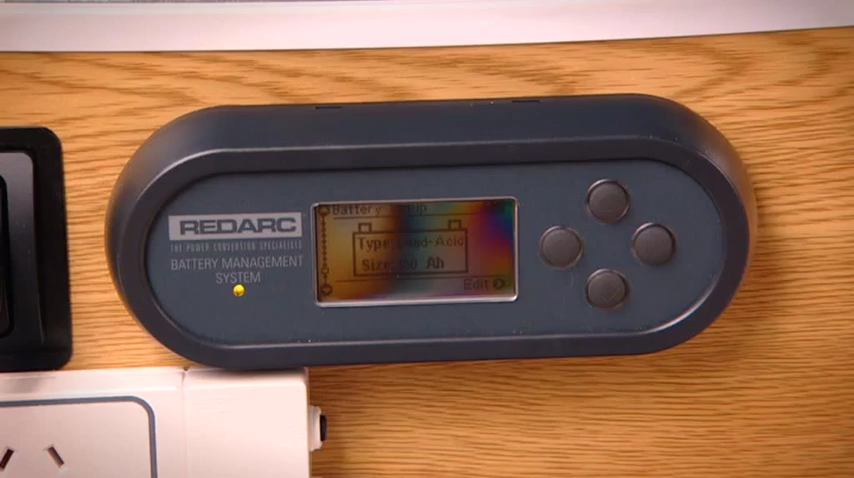 REDARC
THE POWER CONVERSION SPECIALISTS
BATTERY MANAGEMENT
SYSTEM
Battery
Type: Lead-Acid
Size: Ah
Edit